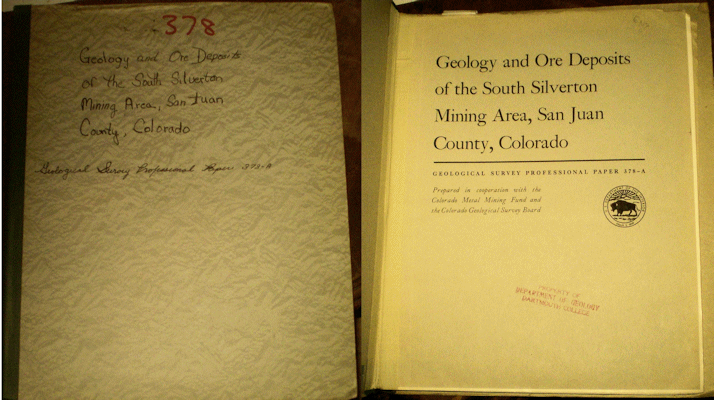 378
Geology and Ore Deposits
of the South Silverton
Mining Area, San Juan
County, Colorado
Geological Survey Professional Paper 378-A
Geology and Ore Deposits
of the South Silverton
Mining Area, San Juan
County, Colorado
GEOLOGICAL SURVEY PROFESSIONAL PAPER 378-A
Prepared in cooperation with the
Colorado Metal Mining Fund and
the Colorado Geological Survey Board
PROPERTY OF
DEPARTMENT OF GEOLOGY
DARTMOUTH COLLEGE